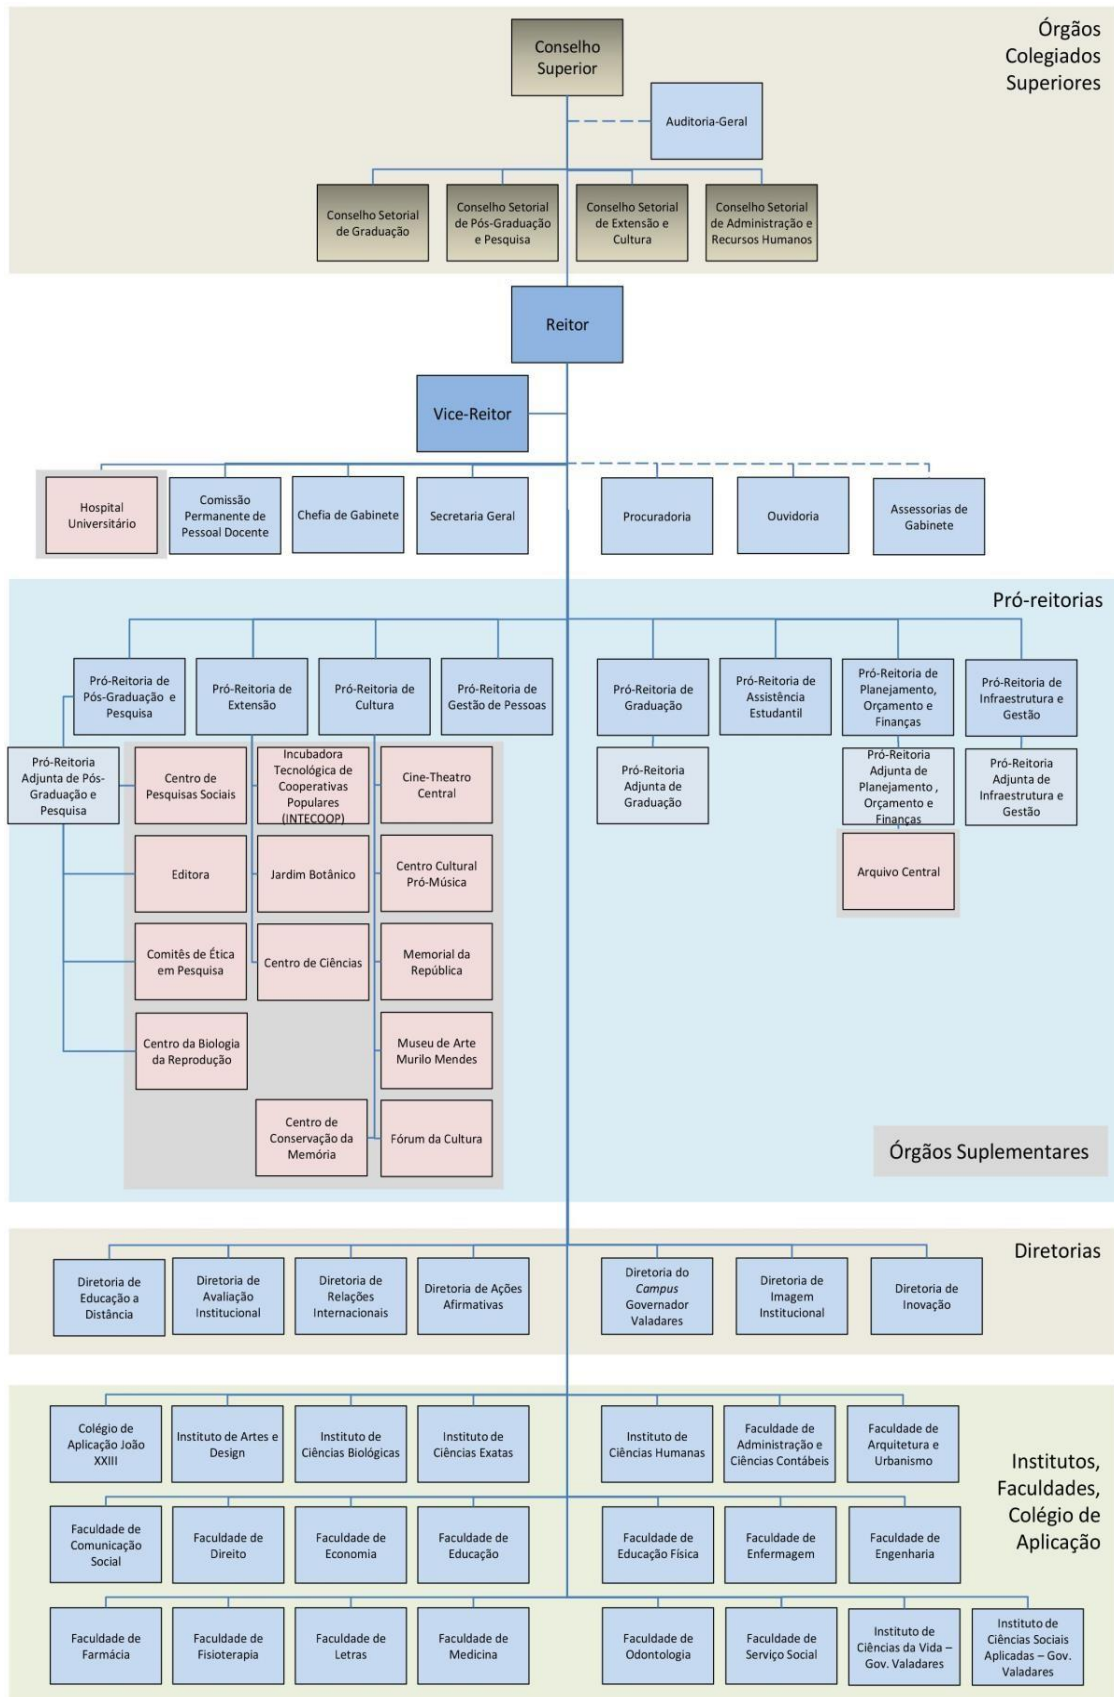 Órgãos
Colegiados
Superiores
Conselho
Superior
Auditoria-Geral
Conselho Setorial
de Graduação
Conselho Setorial
de Pós-Graduação
e Pesquisa
Conselho Setorial
de Extensão e
Cultura
Conselho Setorial
de Administração e
Recursos Humanos
Reitor
Vice-Reitor
Hospital
Universitário
Comissão
Permanente de
Pessoal Docente
Chefia de Gabinete
Secretaria Geral
Procuradoria
Ouvidoria
Assessorias de
Gabinete
Pró-reitorias
Pró-Reitoria de
Pós-Graduação e
Pesquisa
Pró-Reitoria de
Extensão
Pró-Reitoria de
Cultura
Pró-Reitoria de
Gestão de Pessoas
Pró-Reitoria de
Graduação
Pró-Reitoria de
Assistência
Estudantil
Pró-Reitoria de
Planejamento,
Orçamento e
Finanças
Pró-Reitoria de
Infraestrutura e
Gestão
Pró-Reitoria
Adjunta de Pós-
Graduação e
Pesquisa
Centro de
Pesquisas Sociais
Incubadora
Tecnológica de
Cooperativas
Populares
(INTECOOP)
Cine-Theatro
Central
Pró-Reitoria
Adjunta de
Graduação
Pró-Reitoria
Adjunta de
Planejamento ,
Orçamento e
Finanças
Pró-Reitoria
Adjunta de
Infraestrutura e
Gestão
Editora
Jardim Botânico
Centro Cultural
Pró-Música
Arquivo Central
Comitês de Ética
em Pesquisa
Centro de Ciências
Memorial da
República
Centro da Biologia
da Reprodução
Museu de Arte
Murilo Mendes
Centro de
Conservação da
Memória
Fórum da Cultura
Órgãos Suplementares
Diretorias
Diretoria de
Educação a
Distância
Diretoria de
Avaliação
Institucional
Diretoria de
Relações
Internacionais
Diretoria de Ações
Afirmativas
Diretoria do
Campus
Governador
Valadares
Diretoria de
Imagem
Institucional
Diretoria de
Inovação
Colégio de
Aplicação João
XXIII
Instituto de Artes e
Design
Instituto de
Ciências Biológicas
Instituto de
Ciências Exatas
Instituto de
Ciências Humanas
Faculdade de
Administração e
Ciências Contábeis
Faculdade de
Arquitetura e
Urbanismo
Institutos,
Faculdades,
Colégio de
Aplicação
Faculdade de
Comunicação
Social
Faculdade de
Direito
Faculdade de
Economia
Faculdade de
Educação
Faculdade de
Educação Física
Faculdade de
Enfermagem
Faculdade de
Engenharia
Faculdade de
Farmácia
Faculdade de
Fisioterapia
Faculdade de
Letras
Faculdade de
Medicina
Faculdade de
Odontologia
Faculdade de
Serviço Social
Instituto de
Ciências da Vida –
Gov. Valadares
Instituto de
Ciências Sociais
Aplicadas – Gov.
Valadares